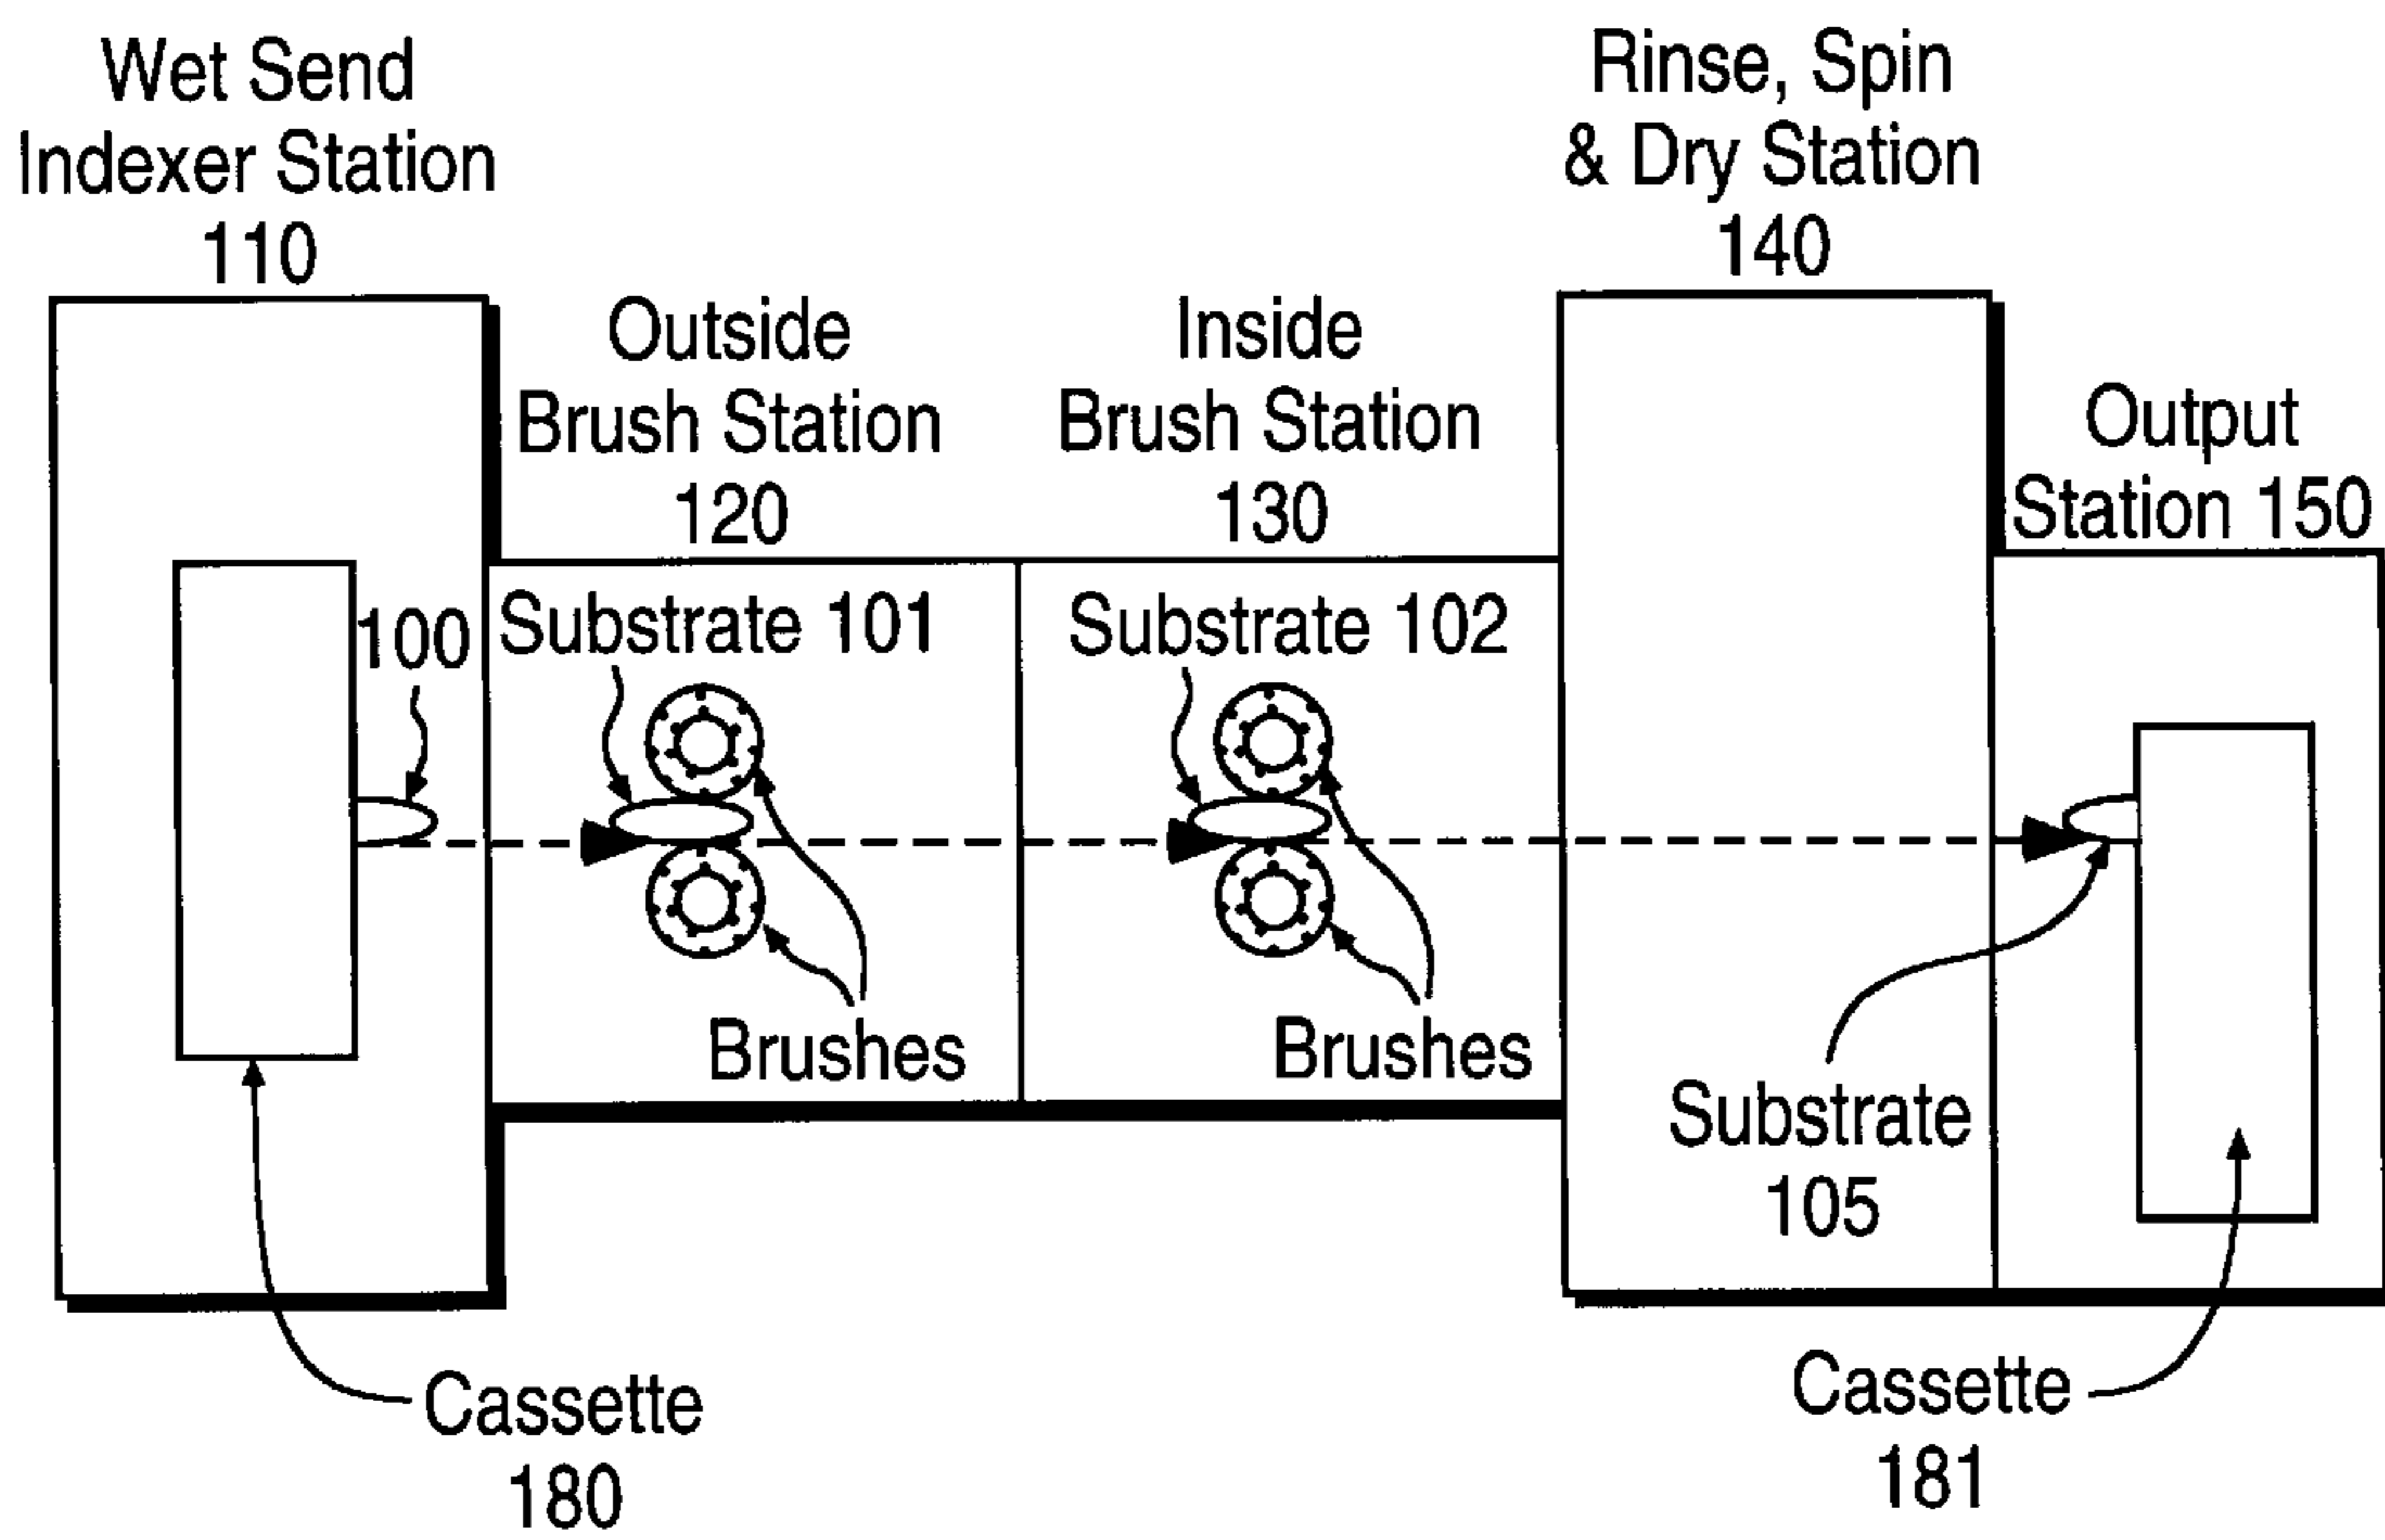 Wet Send
Indexer Station
110
Rinse, Spin
& Dry Station
140
Outside
Brush Station
120
Inside
Brush Station
130
Output
Station 150
100
Substrate 101
Substrate 102
Brushes
Brushes
Substrate
105
Cassette
180
Cassette
181